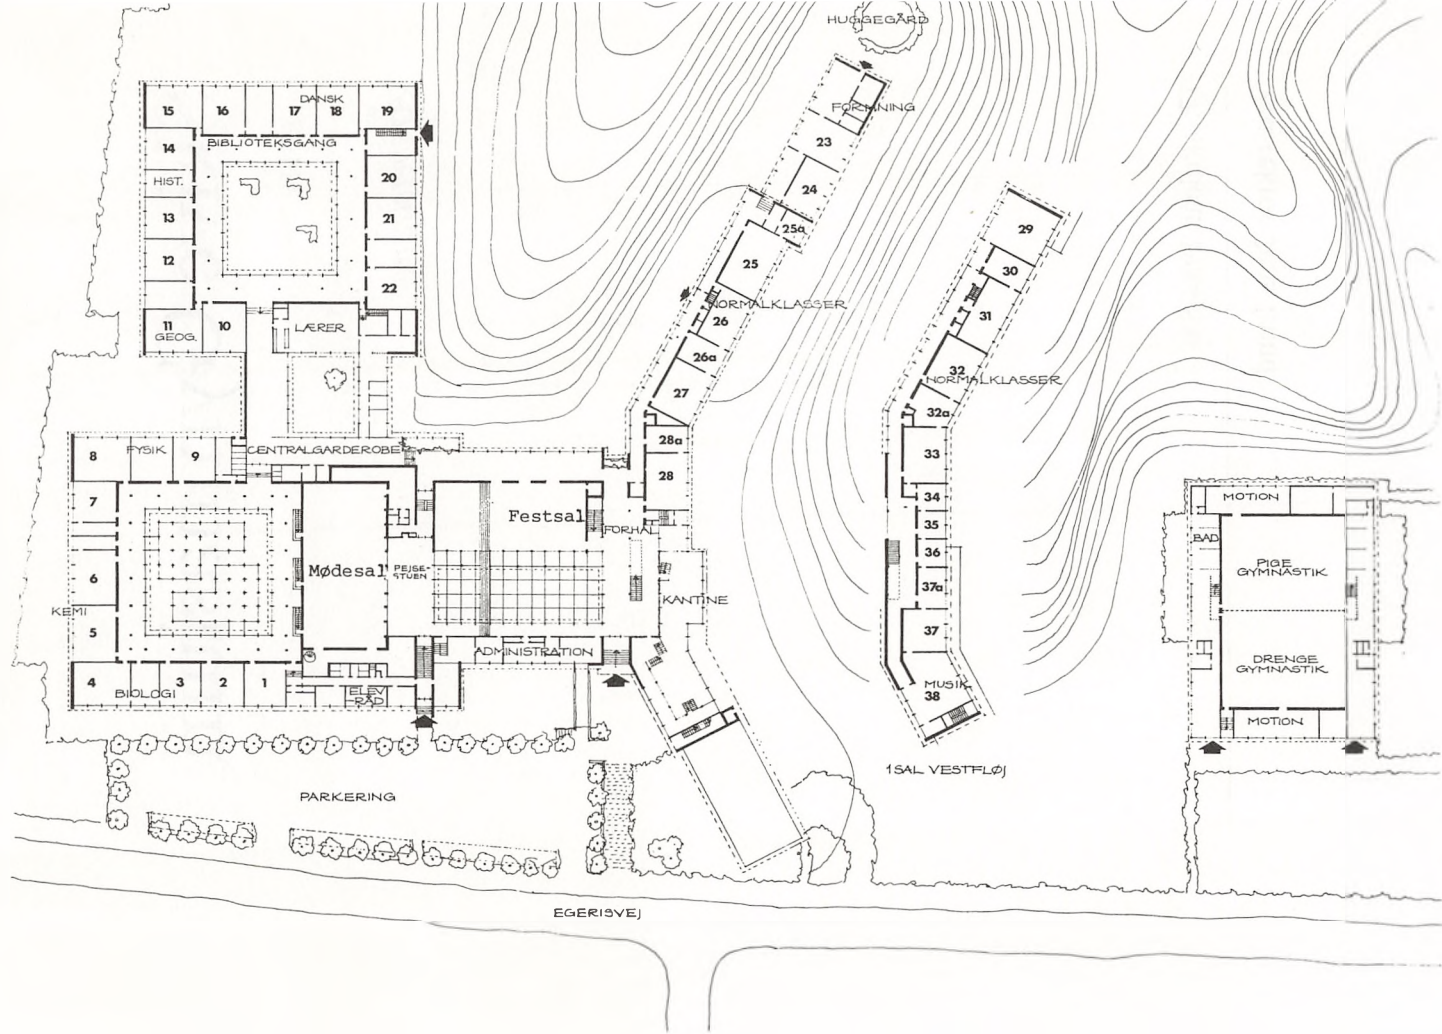 HUGGEGÅRD
15
16
DANSK
17
18
19
FORMNING
14
BIBLIOTEKSGANG
23
HIST.
20
24
13
21
25a
29
12
25
30
22
NORMALKLASSER
11
GEOG.
10
LÆRER
26
31
26a
32
NORMALKLASSER
27
32a
8
FYSIK
9
CENTRALGARDEROBE
28a
33
28
7
34
MOTION
Festsal
FORHAL
35
BAD
36
6
Mødesal
PEJSE-
STUEN
37a
PIGE
GYMNASTIK
KEMI
KANTINE
5
37
ADMINISTRATION
DRENGE
GYMNASTIK
4
BIOLOGI
3
2
1
ELEV
RÅD
MUSIK
38
MOTION
1 SAL VESTFLØJ
PARKERING
EGERISVEJ